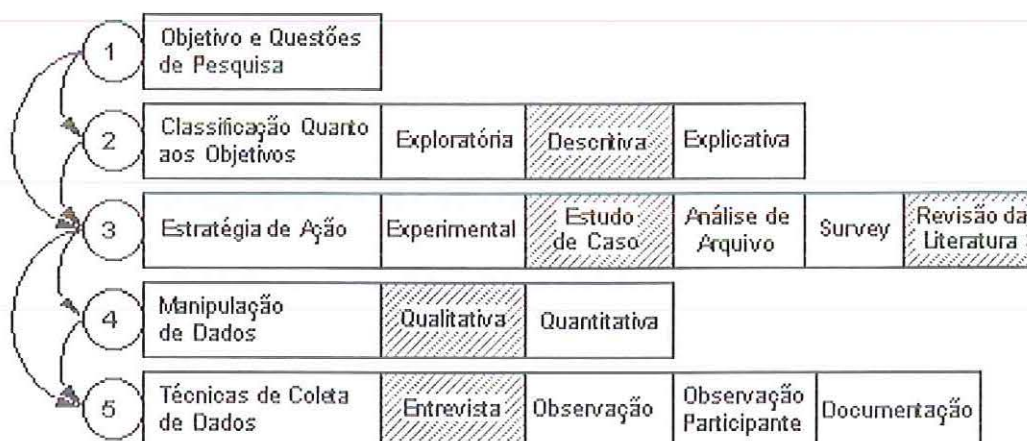 1
Objetivo e Questões
de Pesquisa
2
Classificação Quanto
aos Objetivos
Exploratória
Descritiva
Explicativa
3
Estratégia de Ação
Experimental
Estudo
de Caso
Análise de
Arquivo
Survey
Revisão da
Literatura
4
Manipulação
de Dados
Qualitativa
Quantitativa
5
Técnicas de Coleta
de Dados
Entrevista
Observação
Observação
Participante
Documentação